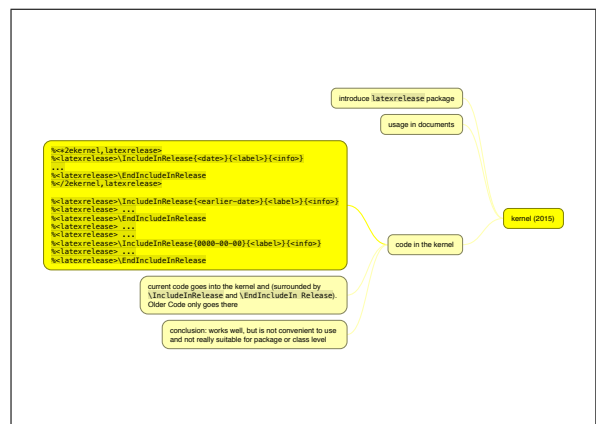 introduce latexrelease package
usage in documents
%<*2ekernel,latexrelease>
%<latexrelease>\IncludeInRelease{<date>}{<label>}{<info>}
...
%<latexrelease>\EndIncludeInRelease
%</2ekernel,latexrelease>
%<latexrelease>\IncludeInRelease{<earlier-date>}{<label>}{<info>}
%<latexrelease> ...
%<latexrelease>\EndIncludeInRelease
%<latexrelease> ...
%<latexrelease> ...
%<latexrelease>\IncludeInRelease{0000-00-00}{<label>}{<info>}
%<latexrelease> ...
%<latexrelease>\EndIncludeInRelease
kernel (2015)
code in the kernel
current code goes into the kernel and (surrounded by
\IncludeInRelease and \EndIncludeIn Release).
Older Code only goes there
conclusion: works well, but is not convenient to use
and not really suitable for package or class level